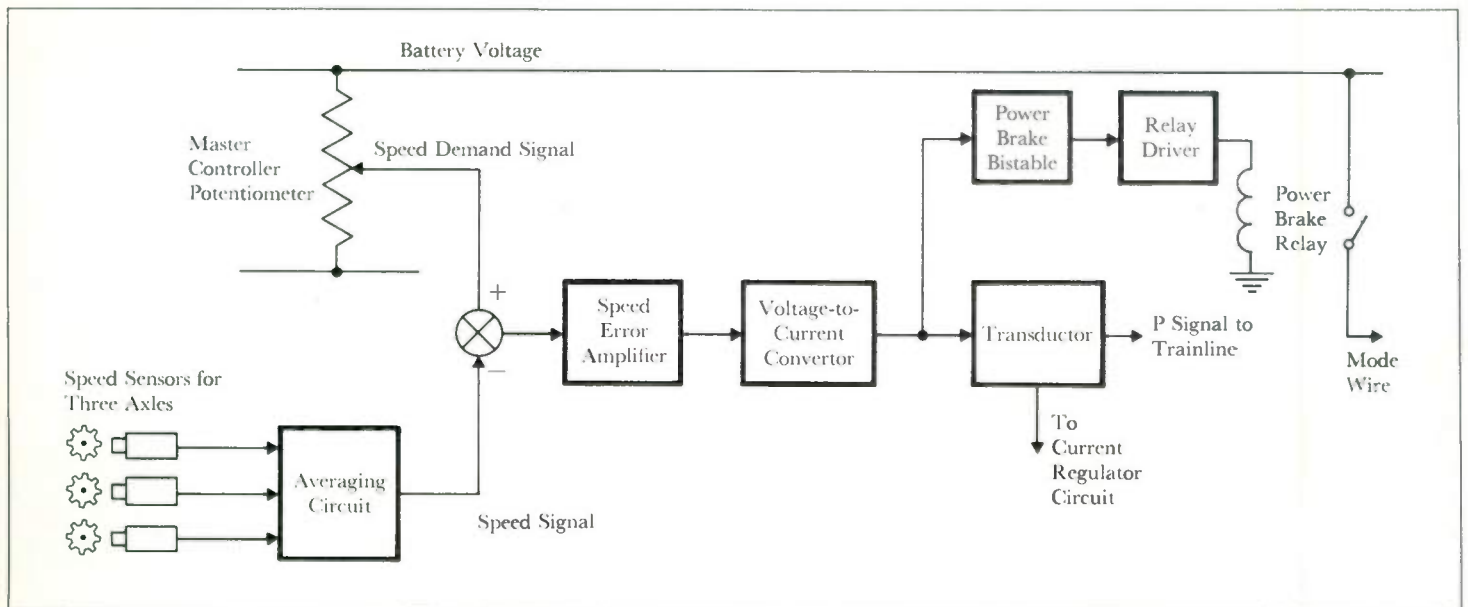 Battery Voltage
Master
Controller
Potentiometer
Speed Demand Signal
Power
Brake
Bistable
Relay
Driver
Power
Brake
Relay
+
Speed
Error
Amplifier
Voltage-to-
Current
Convertor
Transductor
P Signal to
Trainline
Mode
Wire
−
Speed Sensors for
Three Axles
Averaging
Circuit
Speed Signal
To
Current
Regulator
Circuit